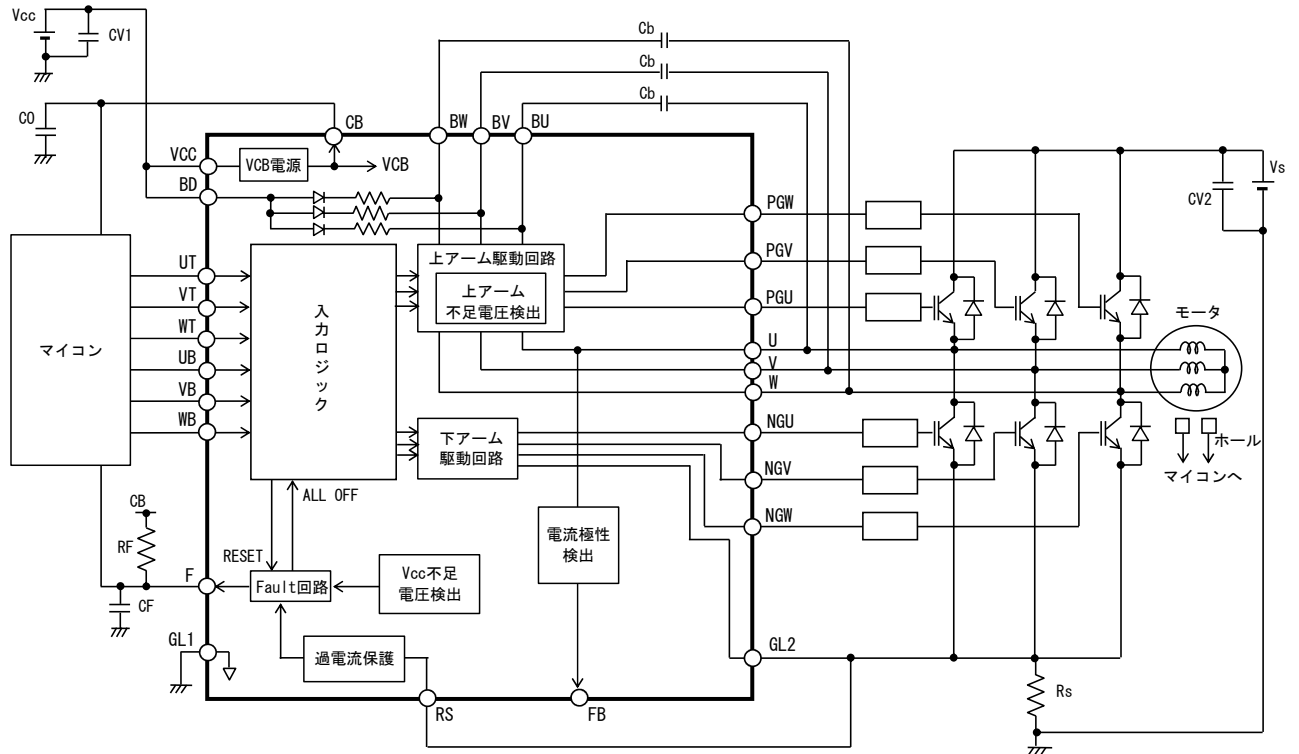 Vcc
CV1
Cb
Cb
Cb
C0
CB
BW
BV
BU
VCC
VCB電源
VCB
BD
Vs
CV2
PGW
PGV
PGU
上アーム駆動回路
上アーム
不足電圧検出
マイコン
UT
VT
WT
UB
VB
WB
入力ロジック
U
V
W
モータ
ホール
マイコンへ
下アーム
駆動回路
NGU
NGV
NGW
ALL OFF
RESET
CB
RF
F
CF
Fault回路
Vcc不足
電圧検出
電流極性
検出
GL1
過電流保護
GL2
RS
FB
Rs